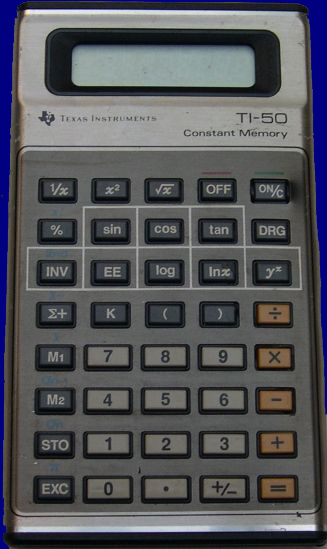 TEXAS INSTRUMENTS TI-50
Constant Memory
1/x x² √x OFF ON/C
% sin cos tan DRG
INV EE log lnx yˣ
Σ+ K ( ) ÷
M1 7 8 9 ×
M2 4 5 6 −
STO 1 2 3 +
EXC 0 . +/− =